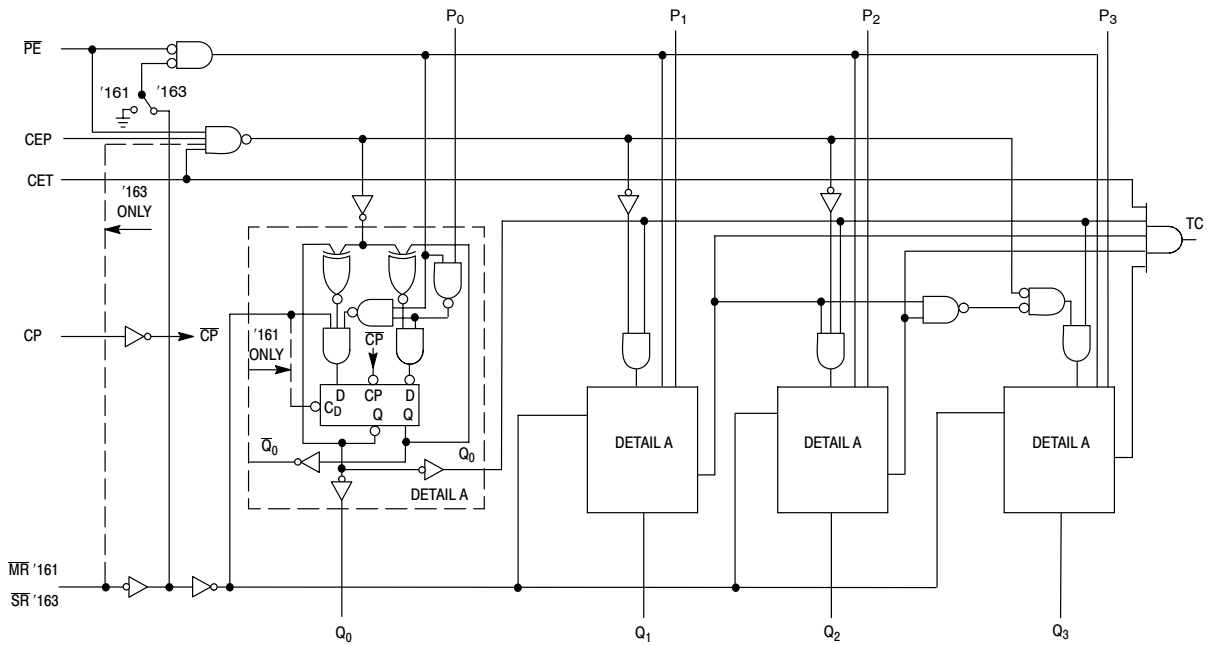 P0 P1 P2 P3
PE
'161 '163
CEP
CET
'163
ONLY
TC
CP CP
'161
ONLY
CP
D CP D
CD Q Q
Q0 Q0
DETAIL A
DETAIL A
DETAIL A
DETAIL A
MR '161
SR '163
Q0 Q1 Q2 Q3